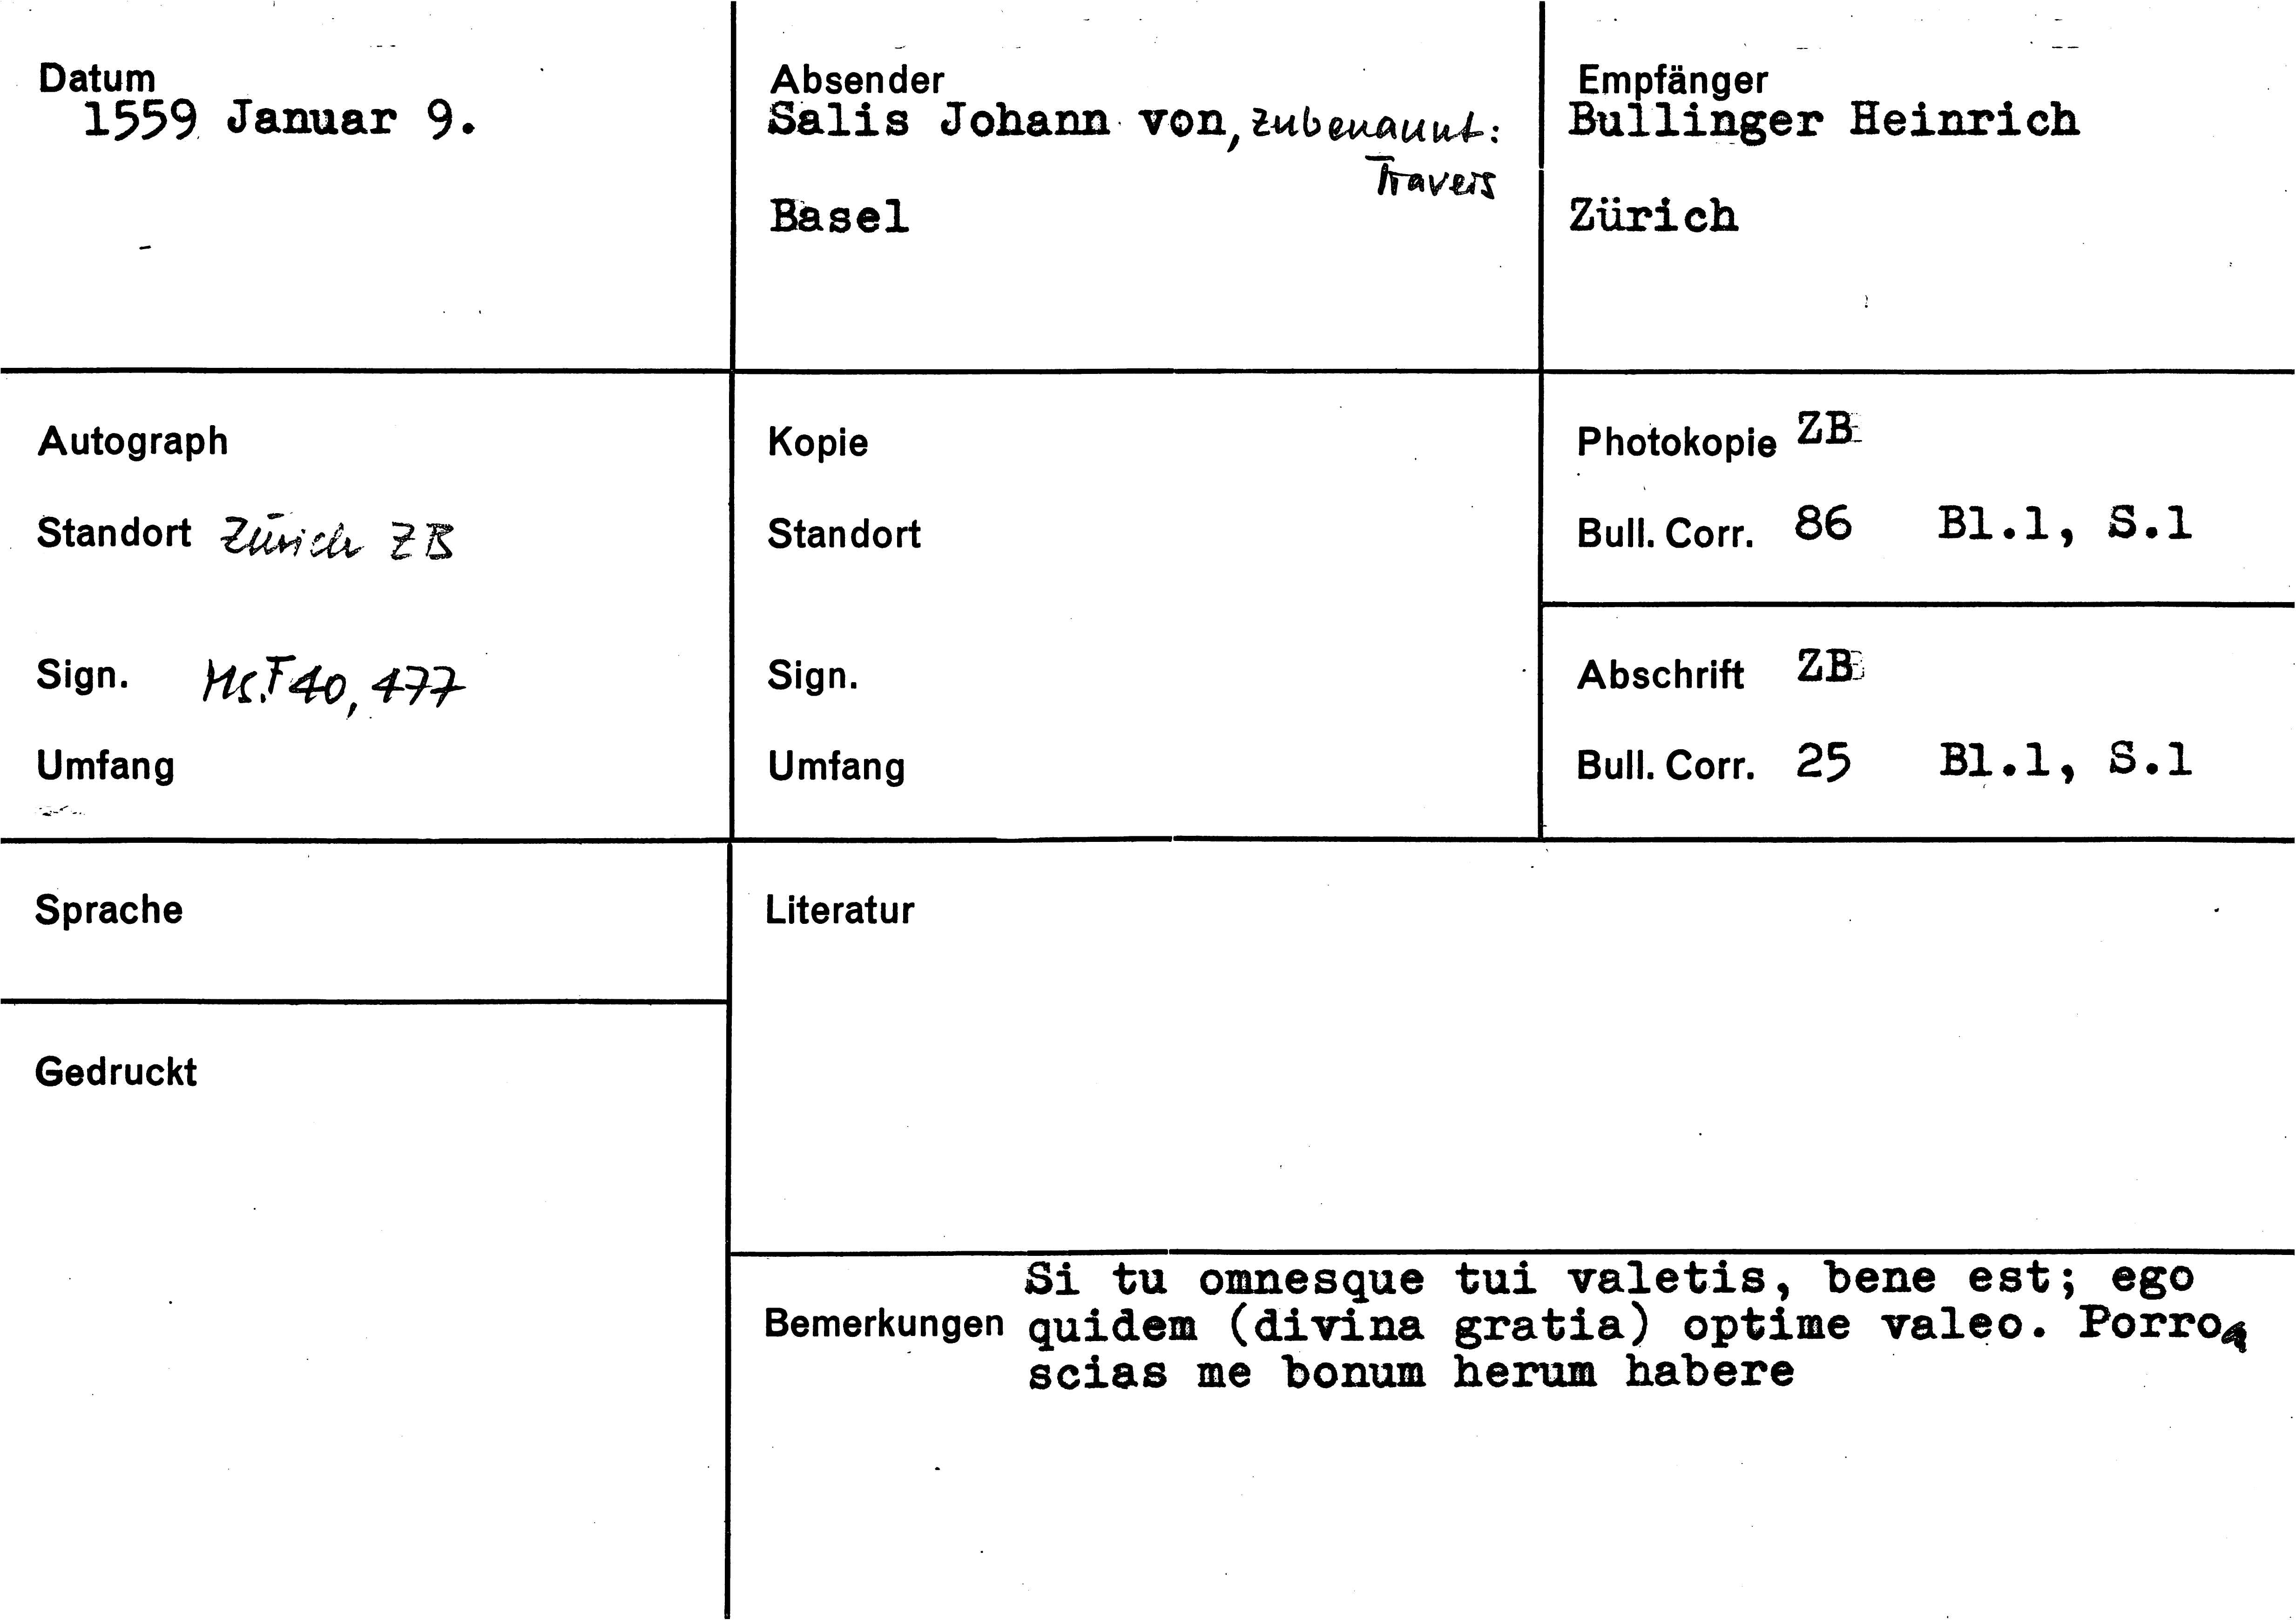 Datum
1559 Januar 9.
Absender
Salis Johann von, zubenannt:
Travers
Basel
Empfänger
Bullinger Heinrich
Zürich
Autograph
Standort Zürich ZB
Sign. Ms. F 40, 477
Umfang
Kopie
Standort
Sign.
Umfang
Photokopie ZB
Bull. Corr. 86 Bl.1, S.1
Abschrift ZB
Bull. Corr. 25 Bl.1, S.1
Sprache
Gedruckt
Literatur
Si tu omnesque tui valetis, bene est; ego
Bemerkungen quidem (divina gratia) optime valeo. Porro
scias me bonum herum habere